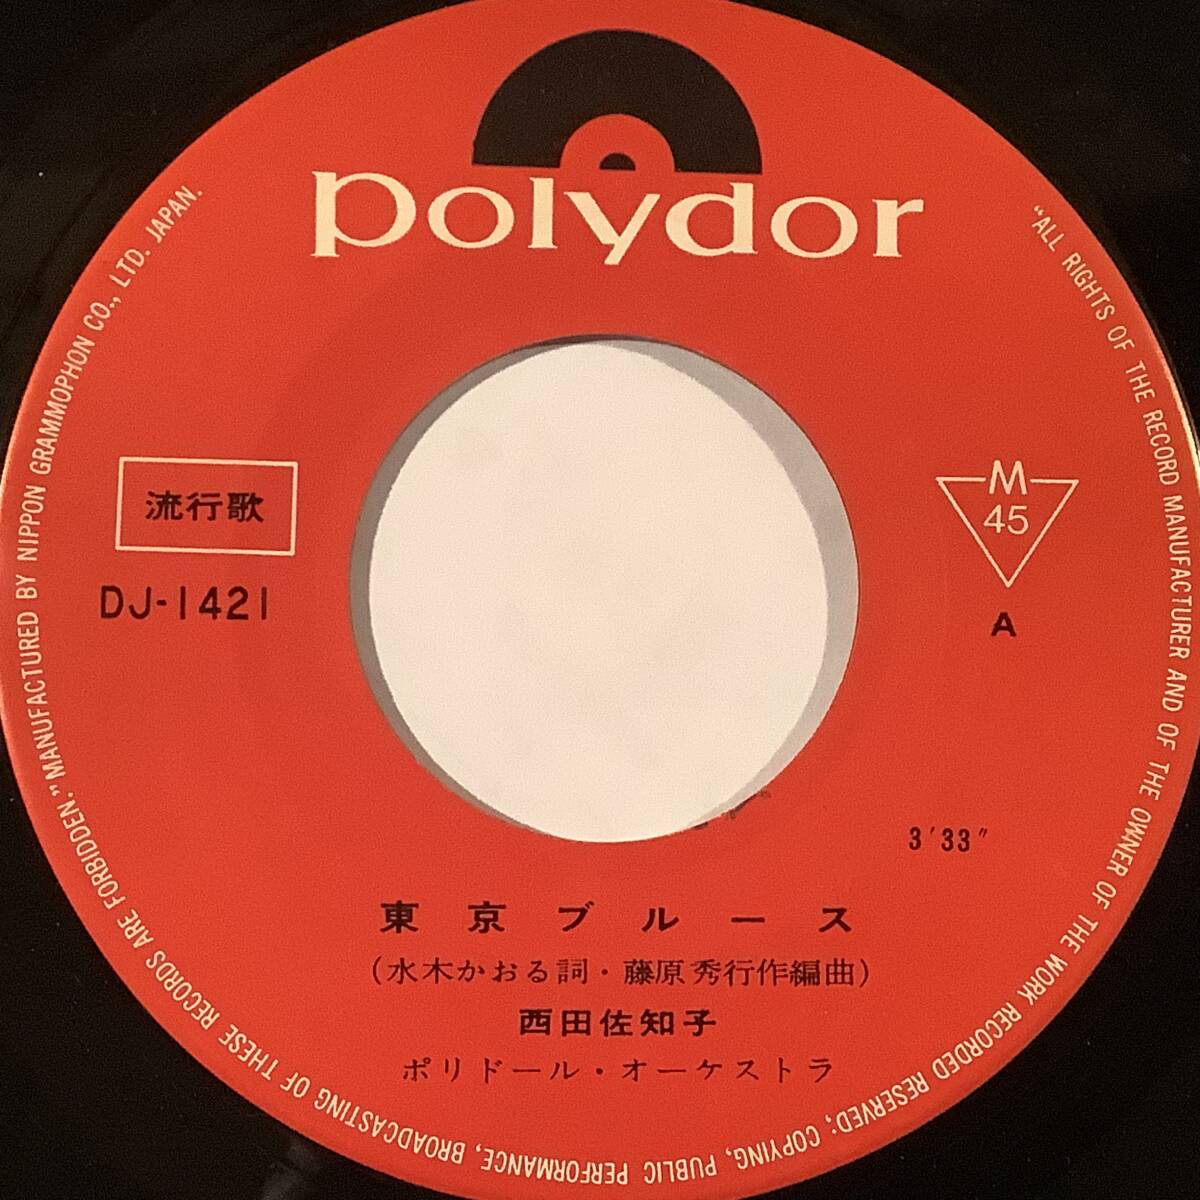 polydor
流行歌
DJ-1421
M
45
A
3'33"
東京ブルース
(水木かおる詞・藤原秀行作編曲)
西田佐知子
ポリドール・オーケストラ
"ALL RIGHTS OF THE RECORD MANUFACTURER AND OF THE OWNER OF THE WORK RECORDED RESERVED; COPYING, PUBLIC PERFORMANCE, BROADCASTING OF THESE RECORDS ARE FORBIDDEN."MANUFACTURED BY NIPPON GRAMMOPHON CO., LTD. JAPAN.